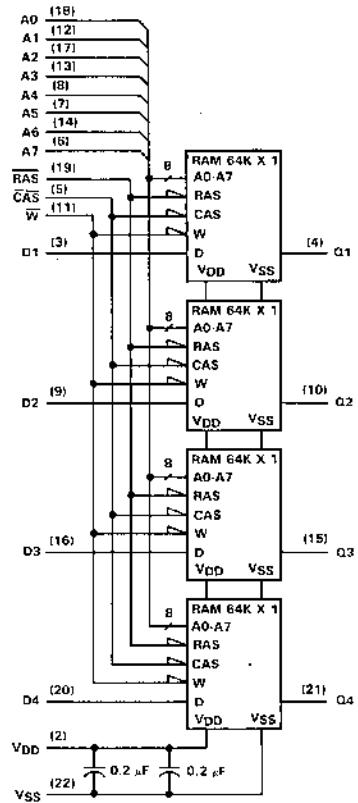 A0 (18)
A1 (12)
A2 (17)
A3 (13)
A4 (8)
A5 (7)
A6 (14)
A7 (6)
RAS (19)
CAS (5)
W (11)
D1 (3)
8
RAM 64K X 1
A0-A7
RAS
CAS
W
D
VDD VSS
(4) Q1
8
RAM 64K X 1
A0-A7
RAS
CAS
W
D
VDD VSS
D2 (9)
(10) Q2
8
RAM 64K X 1
A0-A7
RAS
CAS
W
D
VDD VSS
D3 (16)
(15) Q3
8
RAM 64K X 1
A0-A7
RAS
CAS
W
D
VDD VSS
D4 (20)
(21) Q4
VDD (2)
0.2 μF 0.2 μF
VSS (22)